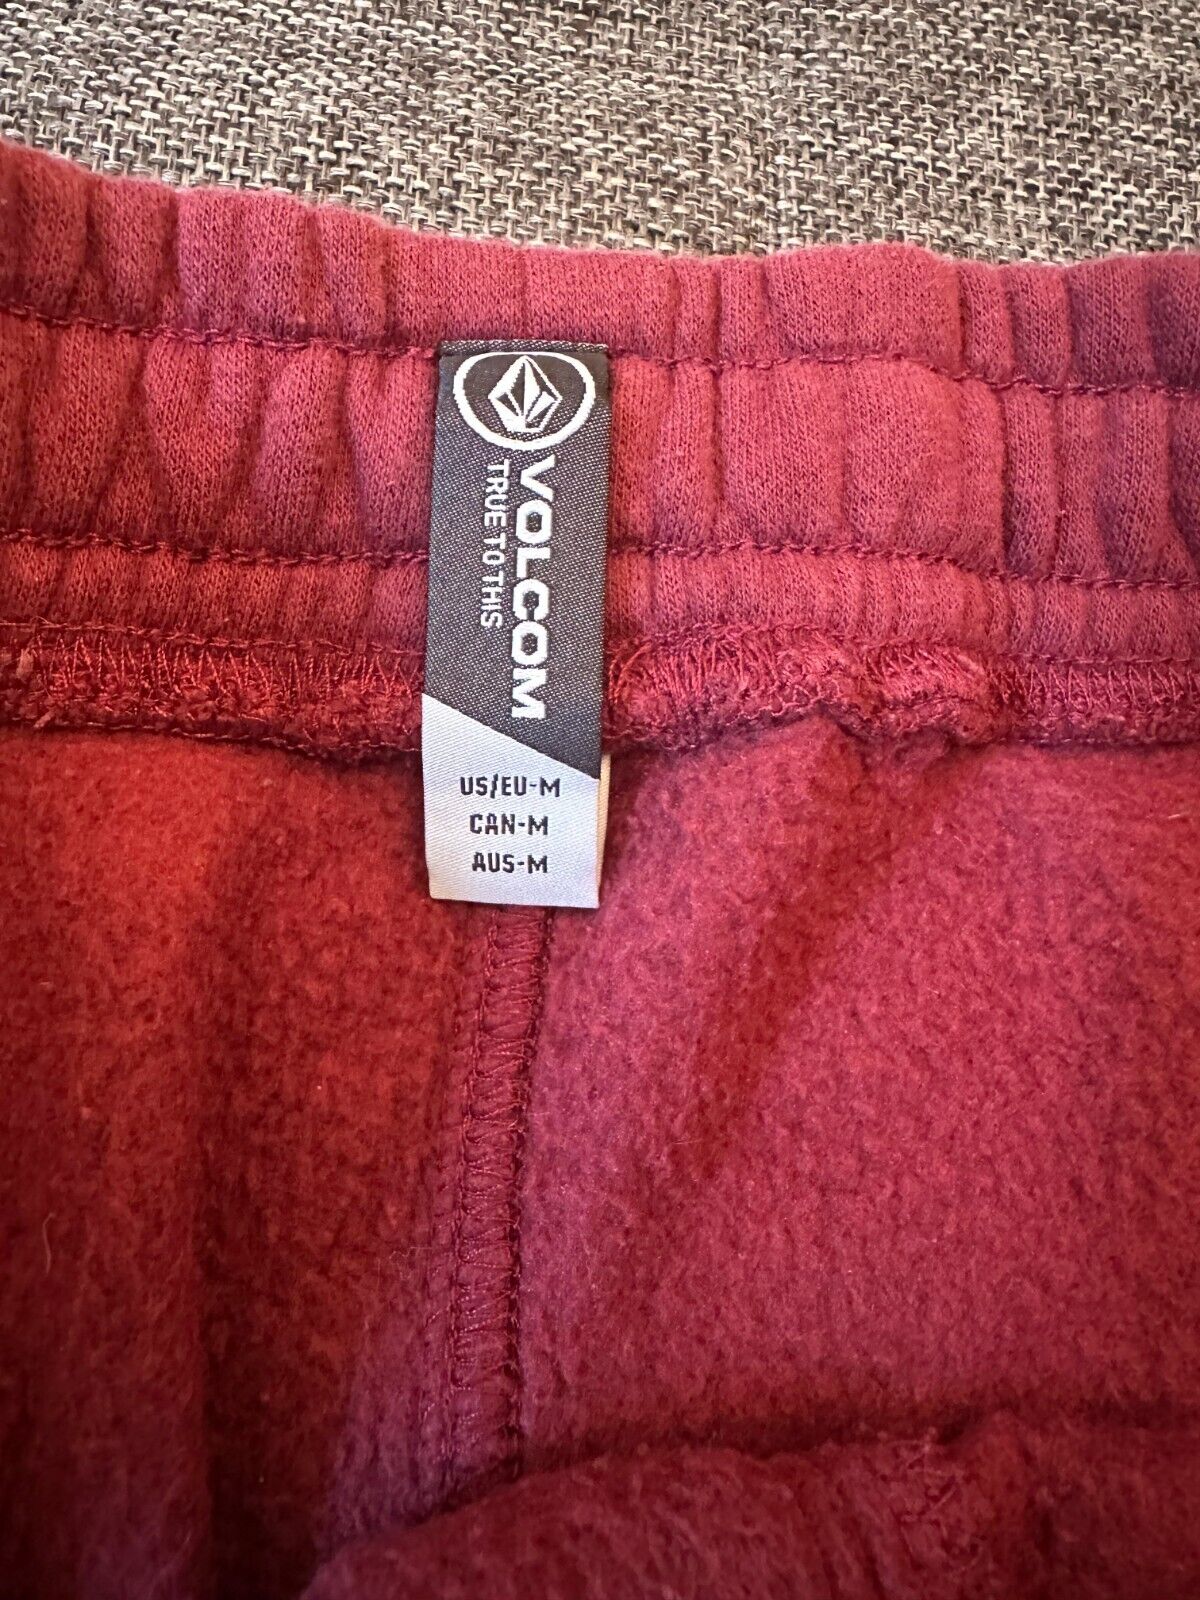 VOLCOM
TRUE TO THIS
US/EU-M
CAN-M
AUS-M